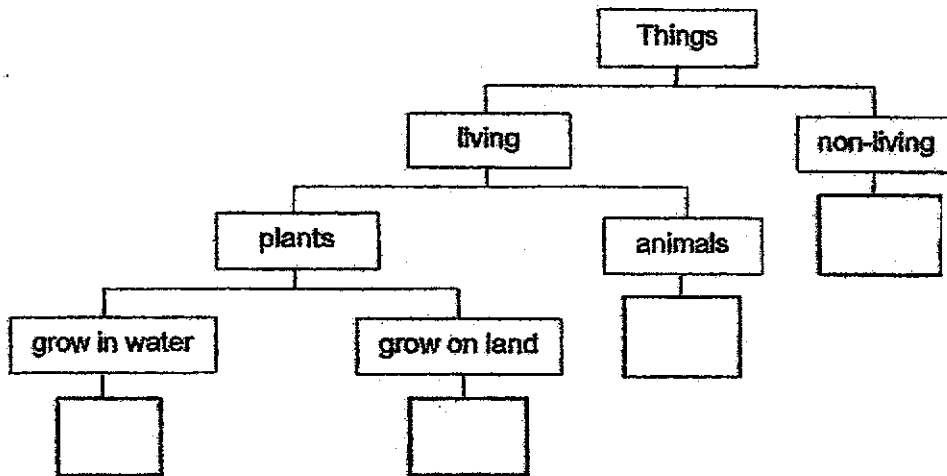 Things
living
non-living
plants
animals
grow in water
grow on land